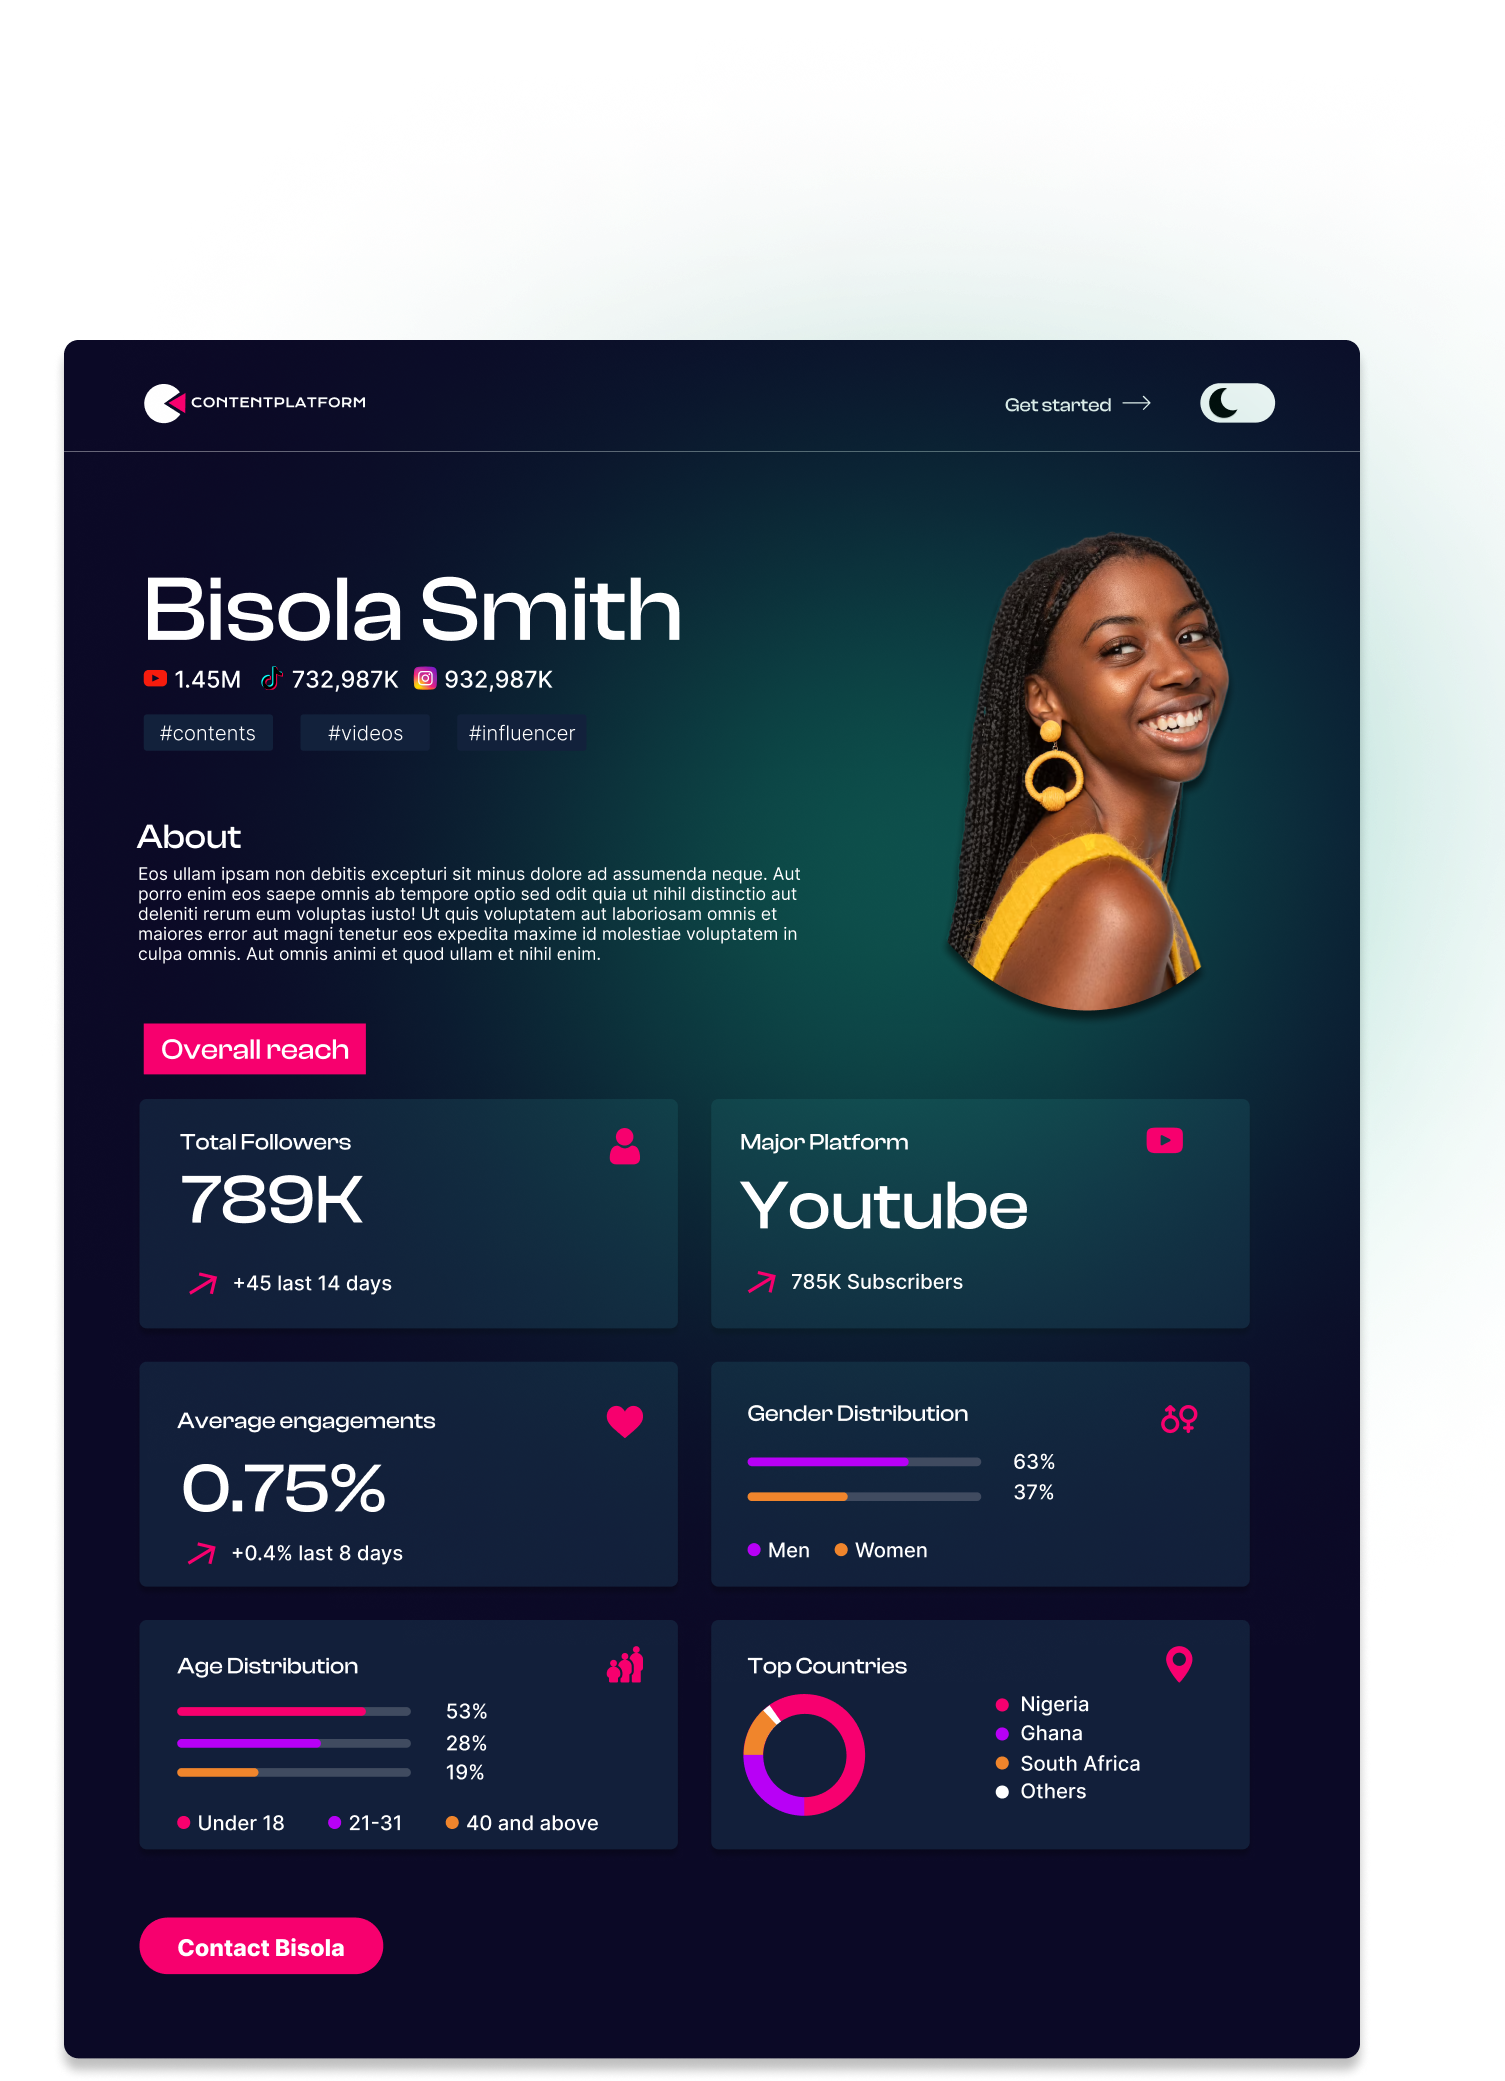 CONTENTPLATFORM
Get started
Bisola Smith
1.45M 732,987K 932,987K
#contents #videos #influencer
About
Eos ullam ipsam non debitis excepturi sit minus dolore ad assumenda neque. Aut
porro enim eos saepe omnis ab tempore optio sed odit quia ut nihil distinctio aut
deleniti rerum eum voluptas iusto! Ut quis voluptatem aut laboriosam omnis et
maiores error aut magni tenetur eos expedita maxime id molestiae voluptatem in
culpa omnis. Aut omnis animi et quod ullam et nihil enim.
Overall reach
Total Followers
789K
+45 last 14 days
Major Platform
Youtube
785K Subscribers
Average engagements
0.75%
+0.4% last 8 days
Gender Distribution
63%
37%
Men Women
Age Distribution
53%
28%
19%
Under 18 21-31 40 and above
Top Countries
Nigeria
Ghana
South Africa
Others
Contact Bisola